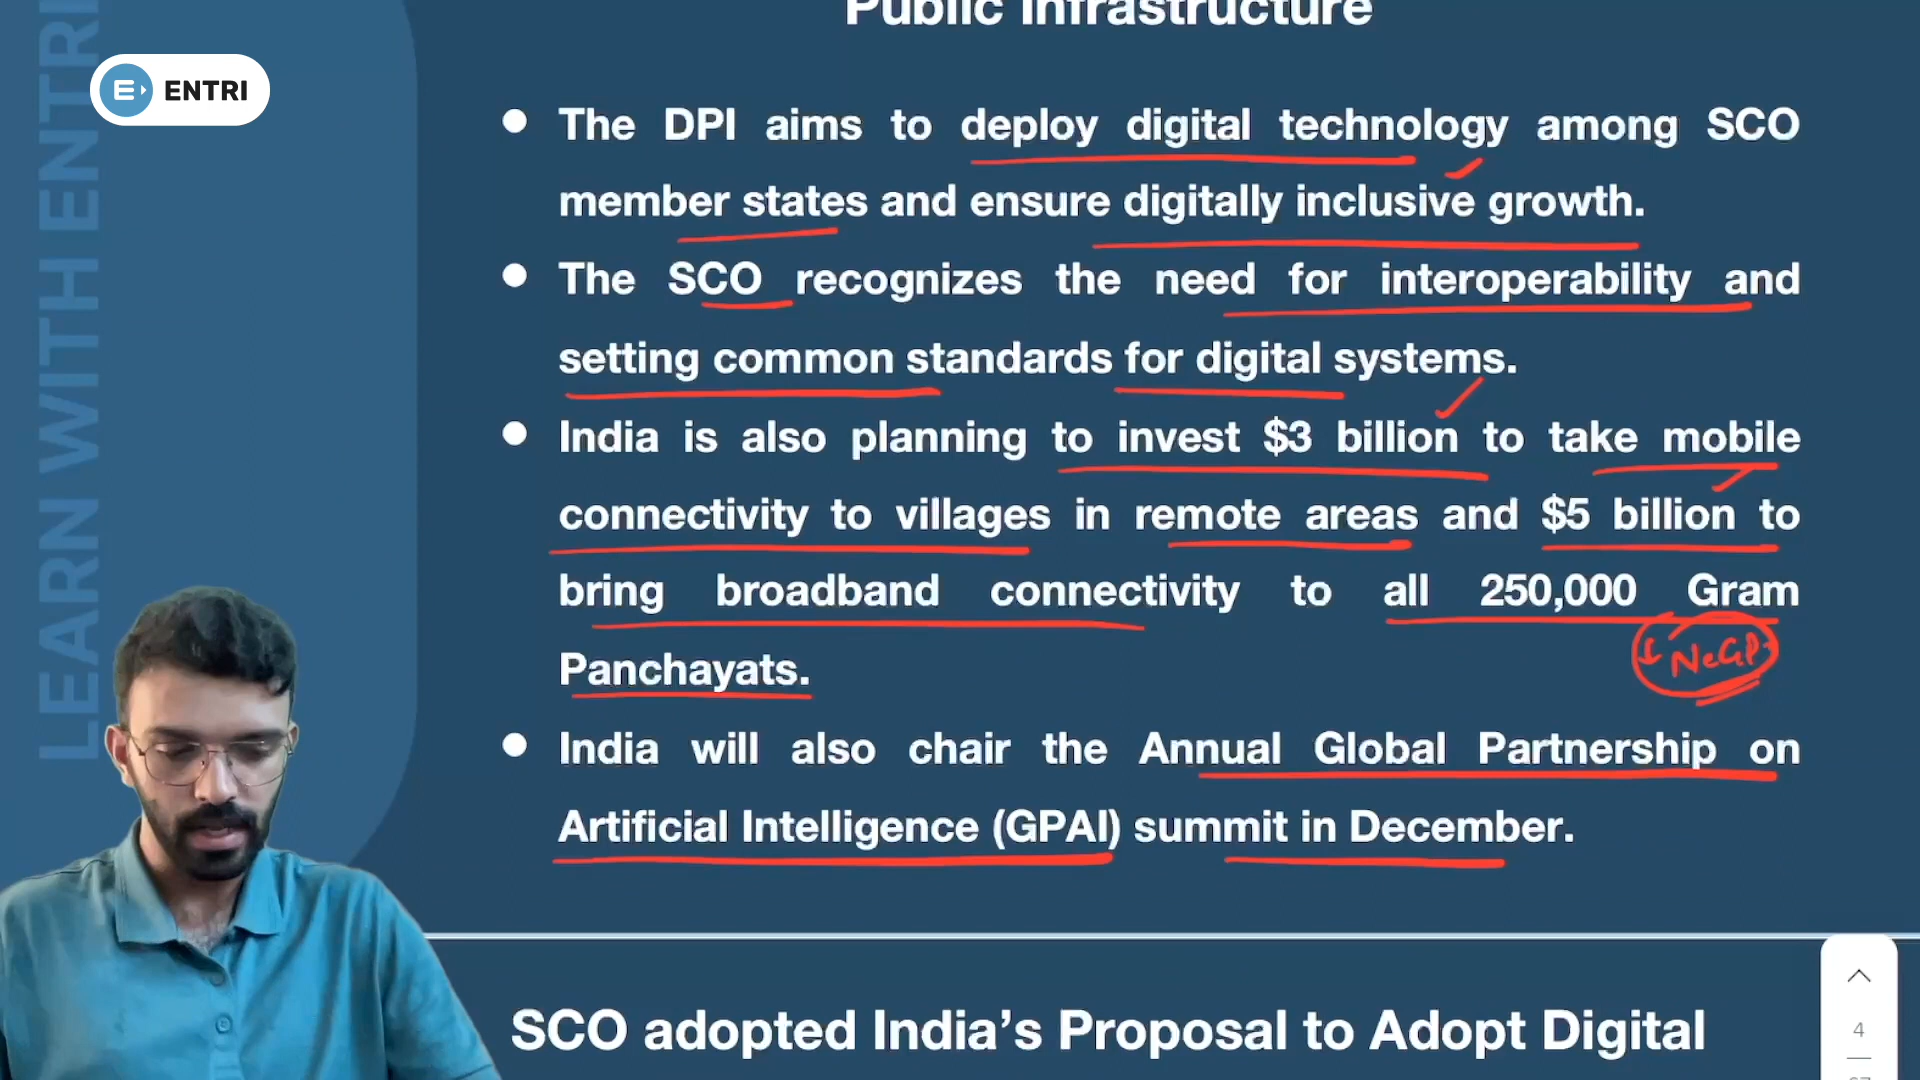 Public Infrastructure
LEARN WITH ENTRI
ENTRI
The DPI aims to deploy digital technology among SCO
member states and ensure digitally inclusive growth.
The SCO recognizes the need for interoperability and
setting common standards for digital systems.
India is also planning to invest $3 billion to take mobile
connectivity to villages in remote areas and $5 billion to
bring broadband connectivity to all 250,000 Gram
Panchayats.
NeGP
India will also chair the Annual Global Partnership on
Artificial Intelligence (GPAI) summit in December.
SCO adopted India's Proposal to Adopt Digital
4